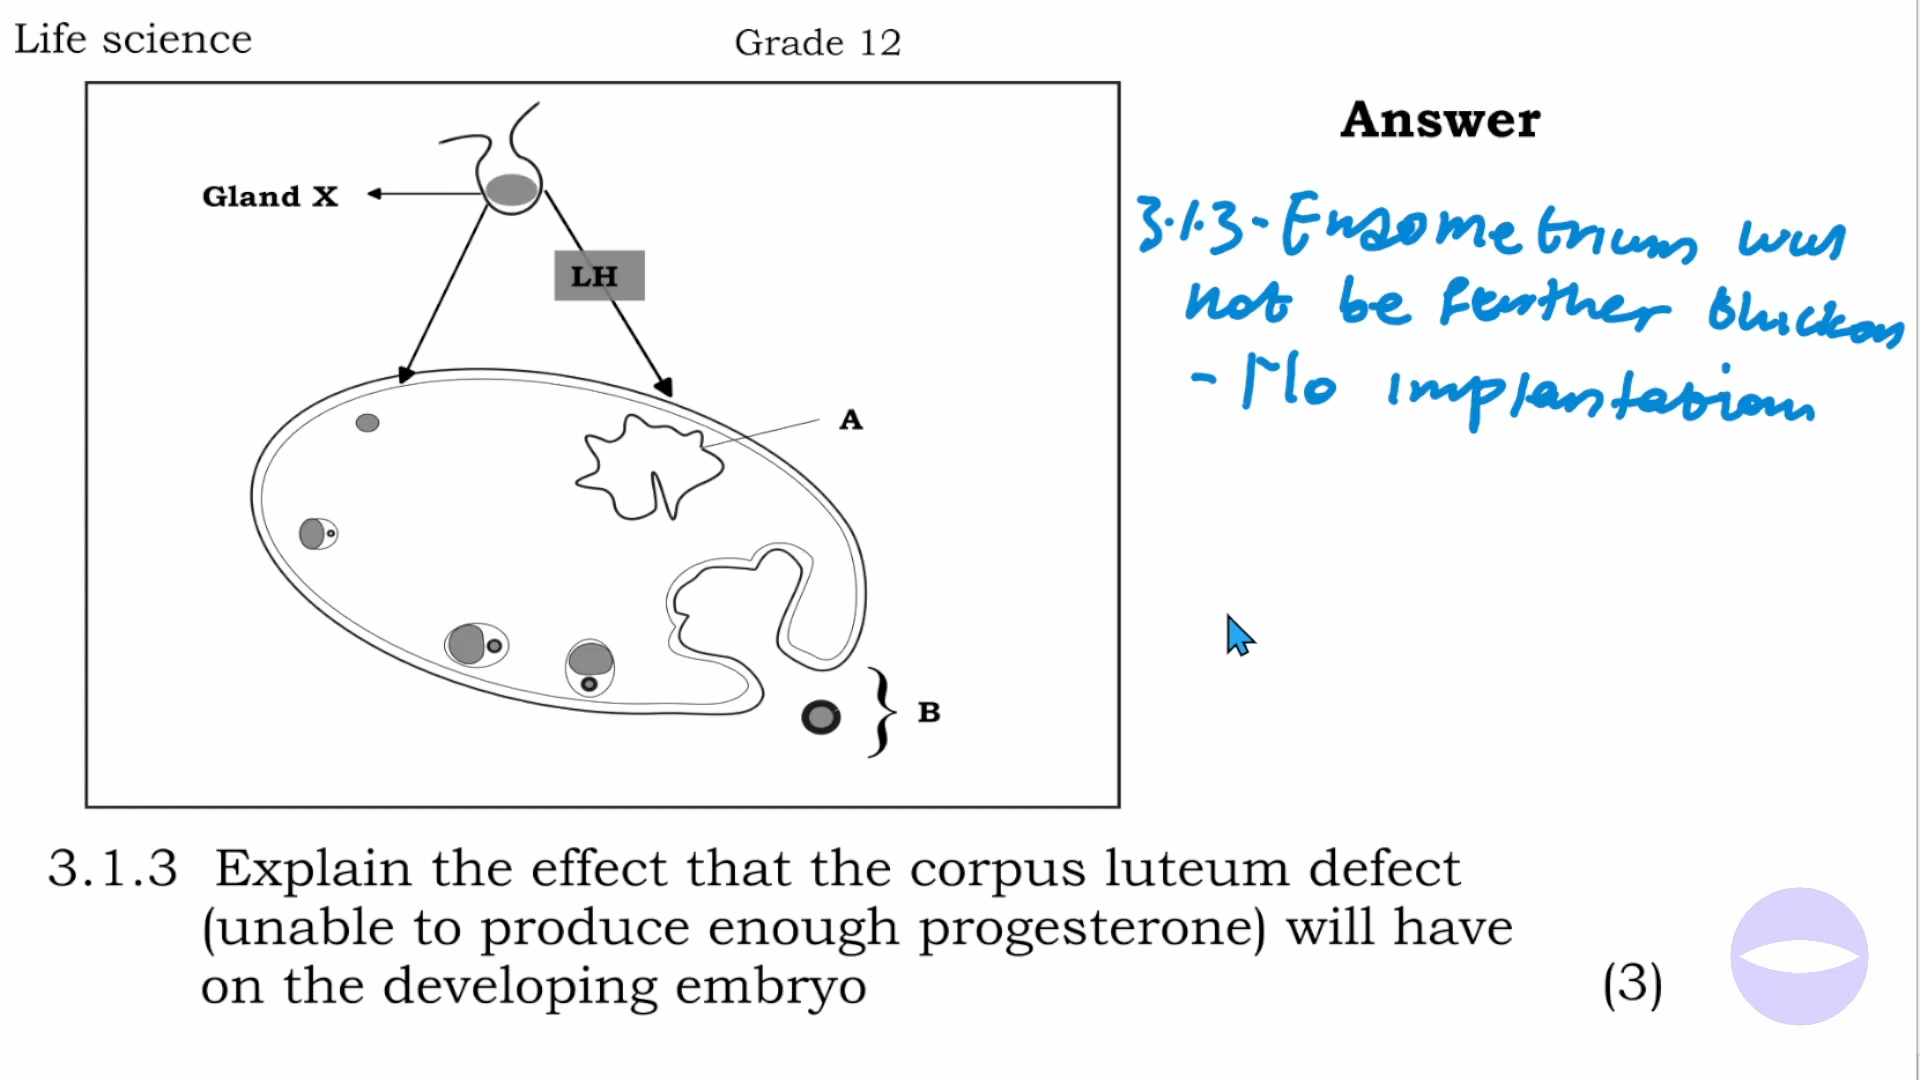 Life science
Grade 12
Gland X
LH
A
B
Answer
3.1.3 - Endometrium will
not be further thicken
- No implantation
3.1.3 Explain the effect that the corpus luteum defect
(unable to produce enough progesterone) will have
on the developing embryo
(3)